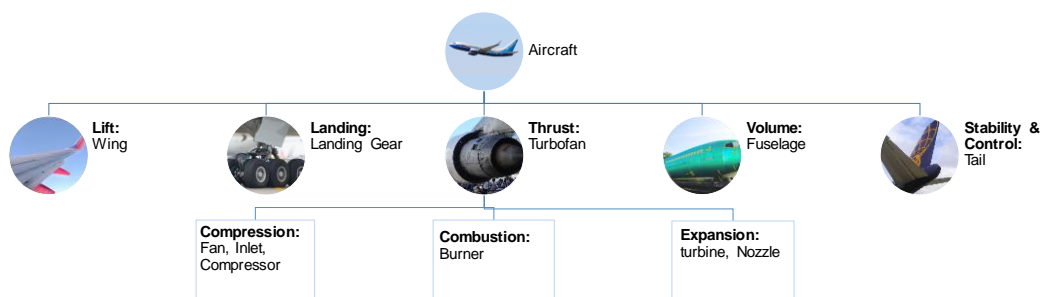 Aircraft
Lift:
Wing
Landing:
Landing Gear
Thrust:
Turbofan
Volume:
Fuselage
Stability &
Control:
Tail
Compression:
Fan, Inlet,
Compressor
Combustion:
Burner
Expansion:
turbine, Nozzle